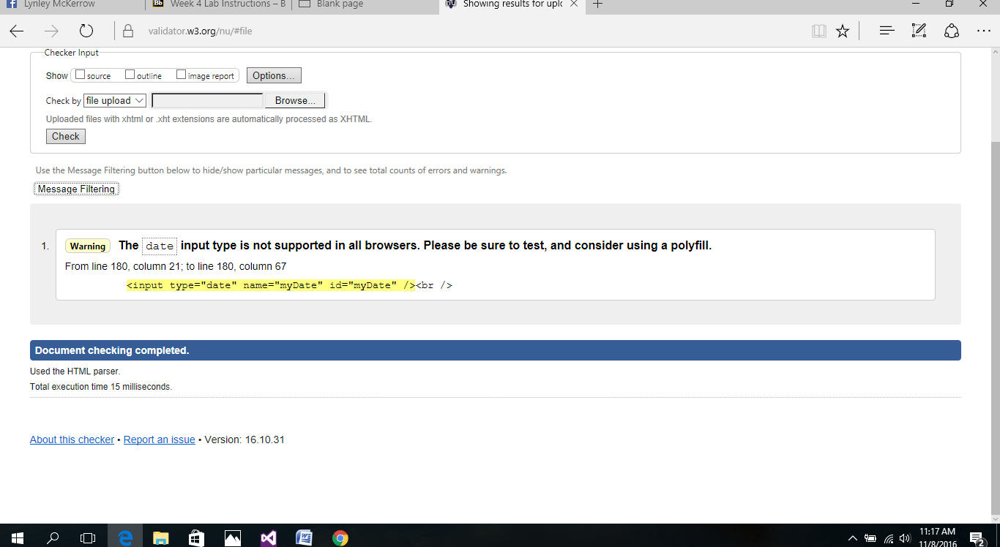 Lynley McKerrow
Bb Week 4 Lab Instructions – B
Blank page
Showing results for uplo
validator.w3.org/nu/#file
Checker Input
Show source outline image report Options...
Check by file upload Browse...
Uploaded files with xhtml or .xht extensions are automatically processed as XHTML.
Check
Use the Message Filtering button below to hide/show particular messages, and to see total counts of errors and warnings.
Message Filtering
1. Warning The date input type is not supported in all browsers. Please be sure to test, and consider using a polyfill.
From line 180, column 21; to line 180, column 67
<input type="date" name="myDate" id="myDate" /><br />
Document checking completed.
Used the HTML parser.
Total execution time 15 milliseconds.
About this checker • Report an issue • Version: 16.10.31
11:17 AM
11/8/2016
2